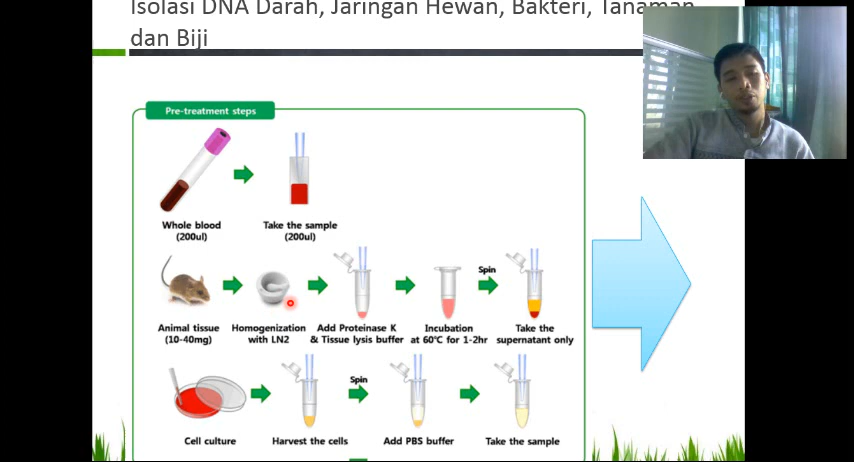 Isolasi DNA Darah, Jaringan Hewan, Bakteri, Tanaman
dan Biji
Pre-treatment steps
Whole blood
(200ul)
Take the sample
(200ul)
Spin
Animal tissue
(10-40mg)
Homogenization
with LN2
Add Proteinase K
& Tissue lysis buffer
Incubation
at 60℃ for 1-2hr
Take the
supernatant only
Spin
Cell culture
Harvest the cells
Add PBS buffer
Take the sample